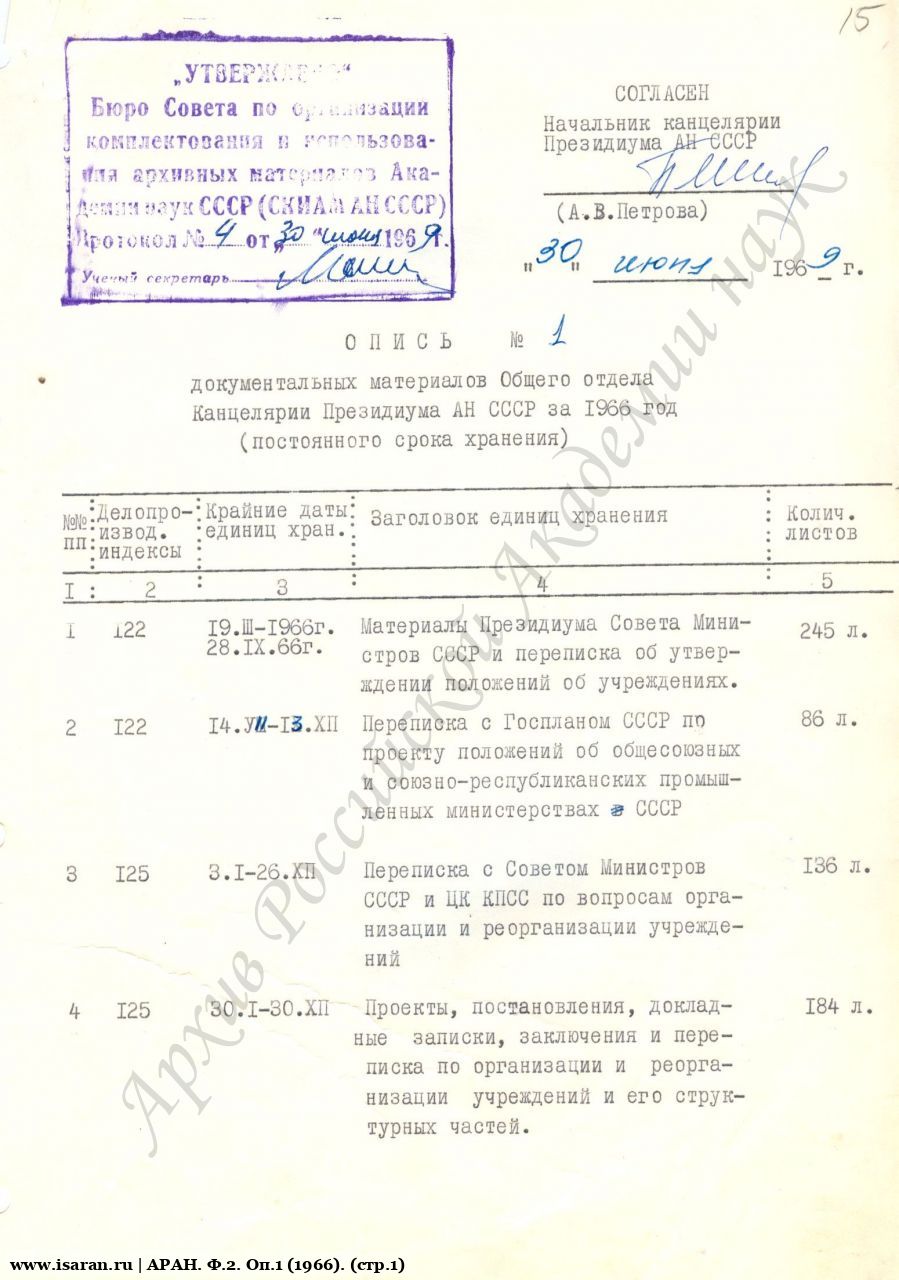 15
„УТВЕРЖДЕНО“
Бюро Совета по организации
комплектования и использова-
ния архивных материалов Ака-
демии наук СССР (СКИАМ АН СССР)
Протокол № 4 от „30 “ июня 1969г.
Ученый секретарь
СОГЛАСЕН
Начальник канцелярии
Президиума АН СССР
(А.В.Петрова)
"30" июня 1969 г.
ОПИСЬ № 1
документальных материалов Общего отдела
Канцелярии Президиума АН СССР за 1966 год
(постоянного срока хранения)
№№ пп : Делопро-извод. индексы : Крайние даты единиц хран. : Заголовок единиц хранения : Колич. листов
I : 2 : 3 : 4 : 5
1 122 19.Ш-1966г. Материалы Президиума Совета Мини- 245 л.
28.IX.66г. стров СССР и переписка об утвер-
ждении положений об учреждениях.
2 122 14.УШ-13.ХП Переписка с Госпланом СССР по 86 л.
проекту положений об общесоюзных
и союзно-республиканских промыш-
ленных министерствах СССР
3 125 3.I-26.ХП Переписка с Советом Министров 136 л.
СССР и ЦК КПСС по вопросам орга-
низации и реорганизации учрежде-
ний
4 125 30.I-30.ХП Проекты, постановления, доклад- 184 л.
ные записки, заключения и пере-
писка по организации и реорга-
низации учреждений и его струк-
турных частей.
Архив Российской Академии наук
www.isaran.ru | АРАН. Ф.2. Оп.1 (1966). (стр.1)